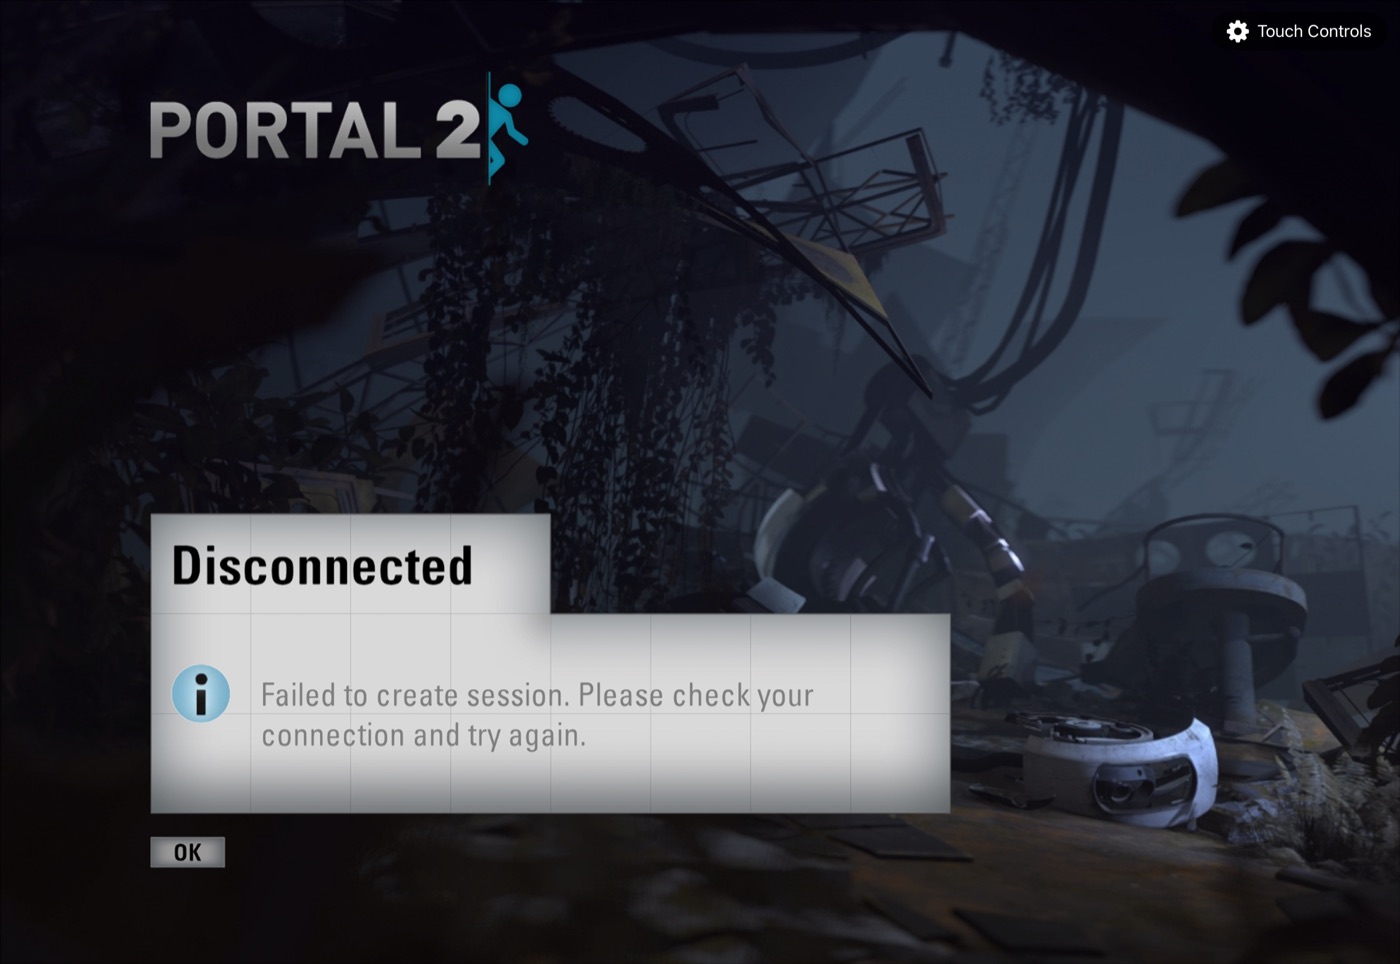 Touch Controls
PORTAL 2
Disconnected
Failed to create session. Please check your
connection and try again.
OK